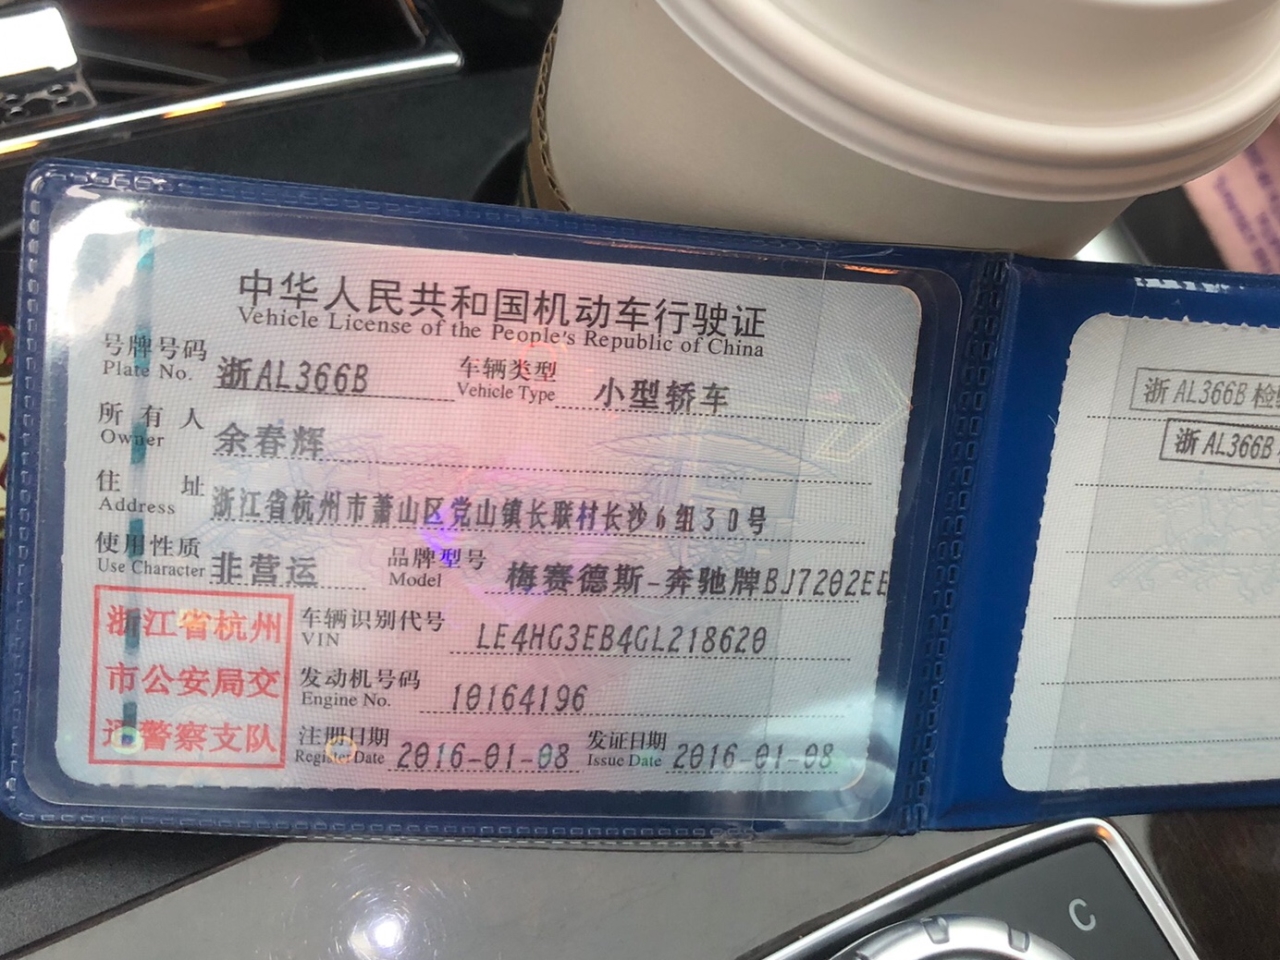 中华人民共和国机动车行驶证
Vehicle License of the People's Republic of China
号牌号码 浙AL366B 车辆类型 小型轿车
Plate No. Vehicle Type
所有人 余春辉
Owner
住址 浙江省杭州市萧山区党山镇长联村长沙6组30号
Address
使用性质 非营运 品牌型号 梅赛德斯-奔驰牌BJ7202EE
Use Character Model
浙江省杭州
市公安局交
通警察支队
车辆识别代号 LE4HG3EB4GL218620
VIN
发动机号码 10164196
Engine No.
注册日期 2016-01-08 发证日期 2016-01-08
Register Date Issue Date
浙AL366B 检
浙AL366B
C